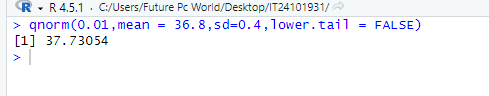 R 4.5.1 · C:/Users/Future Pc World/Desktop/IT24101931/
> qnorm(0.01,mean = 36.8,sd=0.4,lower.tail = FALSE)
[1] 37.73054
>